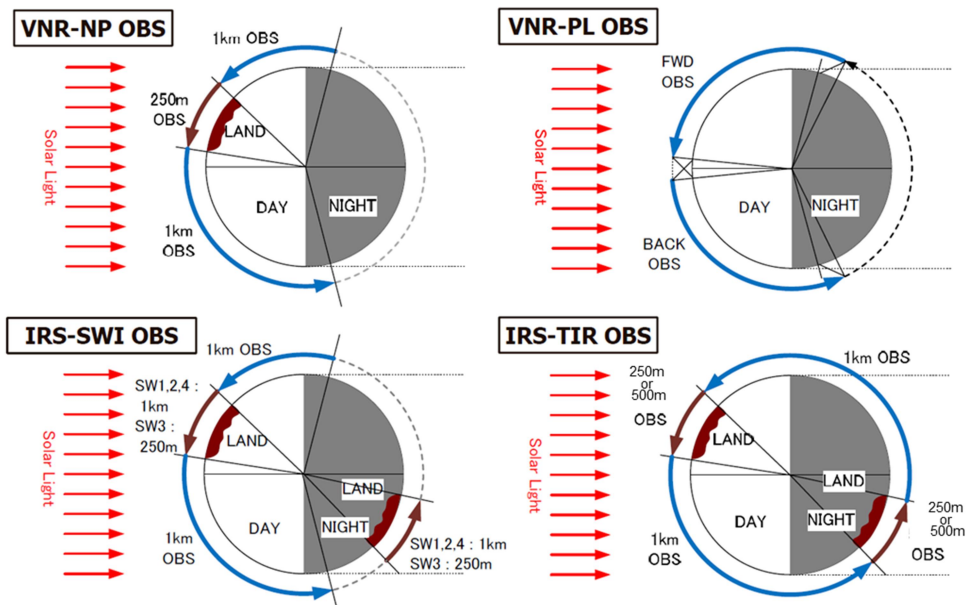 VNR-NP OBS
1km OBS
250m
OBS
LAND
Solar Light
DAY
NIGHT
1km
OBS
VNR-PL OBS
FWD
OBS
Solar Light
DAY
NIGHT
BACK
OBS
IRS-SWI OBS
1km OBS
SW1,2,4 :
1km
SW3 :
250m
LAND
Solar Light
LAND
DAY
NIGHT
1km
OBS
SW1,2,4 : 1km
SW3 : 250m
IRS-TIR OBS
1km OBS
250m
or
500m
OBS
LAND
Solar Light
LAND
DAY
NIGHT
250m
or
500m
OBS
1km
OBS